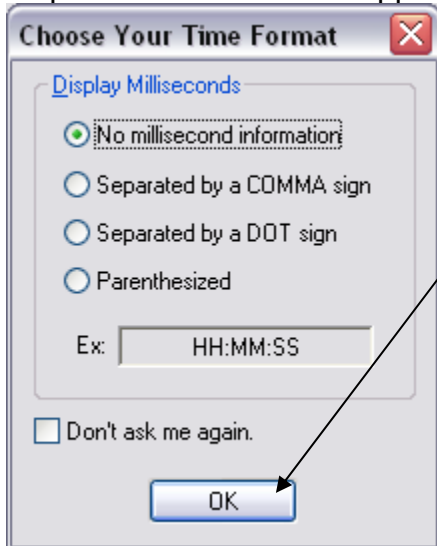 Choose Your Time Format
Display Milliseconds
No millisecond information
Separated by a COMMA sign
Separated by a DOT sign
Parenthesized
Ex: HH:MM:SS
Don't ask me again.
OK